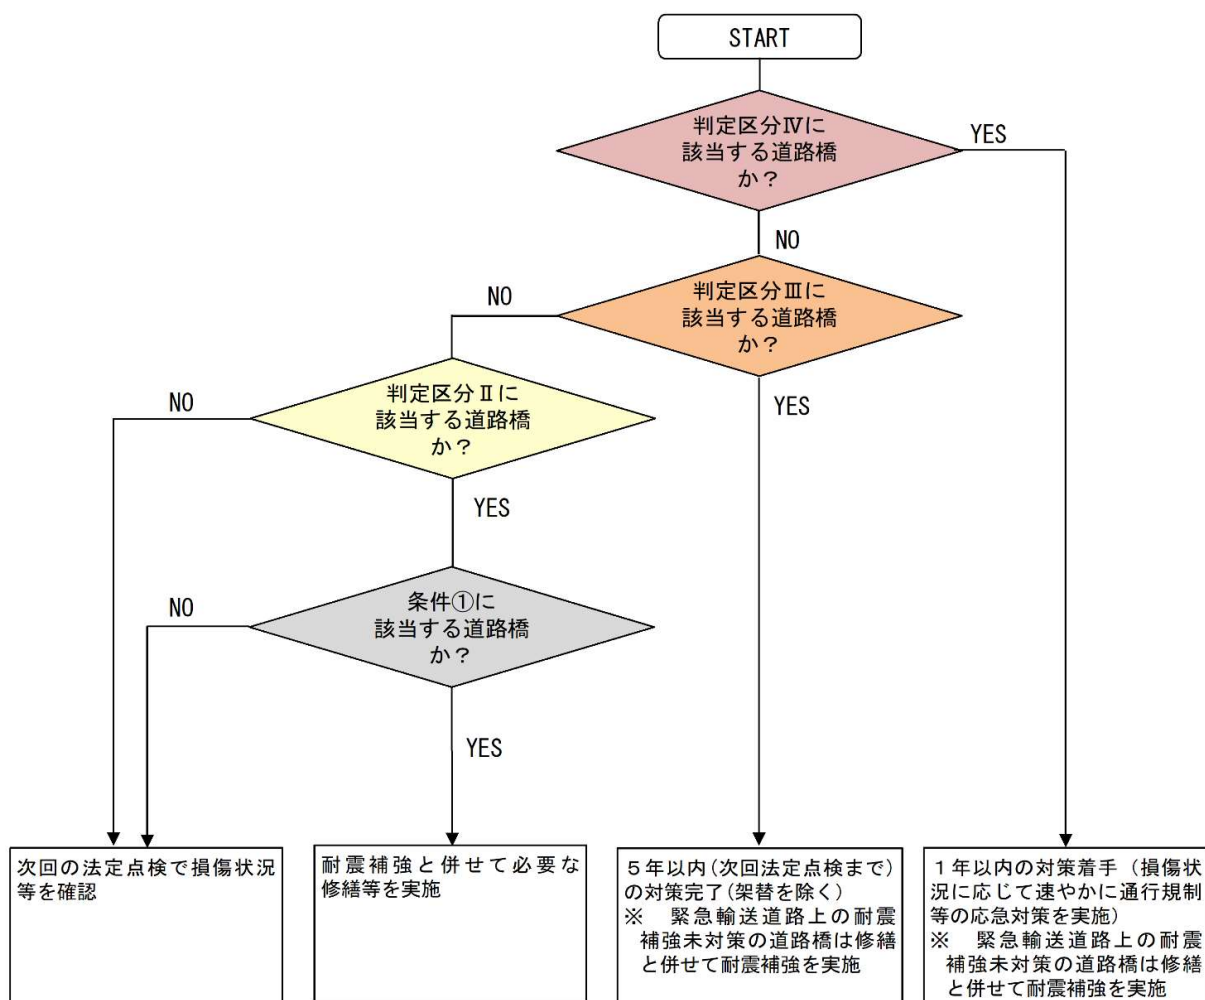 START
判定区分Ⅳに
該当する道路橋
か？
YES
NO
判定区分Ⅲに
該当する道路橋
か？
NO
YES
判定区分Ⅱに
該当する道路橋
か？
NO
YES
条件①に
該当する道路橋
か？
NO
YES
次回の法定点検で損傷状況
等を確認
耐震補強と併せて必要な
修繕等を実施
５年以内（次回法定点検まで）
の対策完了（架替を除く）
※　緊急輸送道路上の耐震
補強未対策の道路橋は修繕
と併せて耐震補強を実施
１年以内の対策着手（損傷状
況に応じて速やかに通行規制
等の応急対策を実施）
※　緊急輸送道路上の耐震
補強未対策の道路橋は修繕
と併せて耐震補強を実施